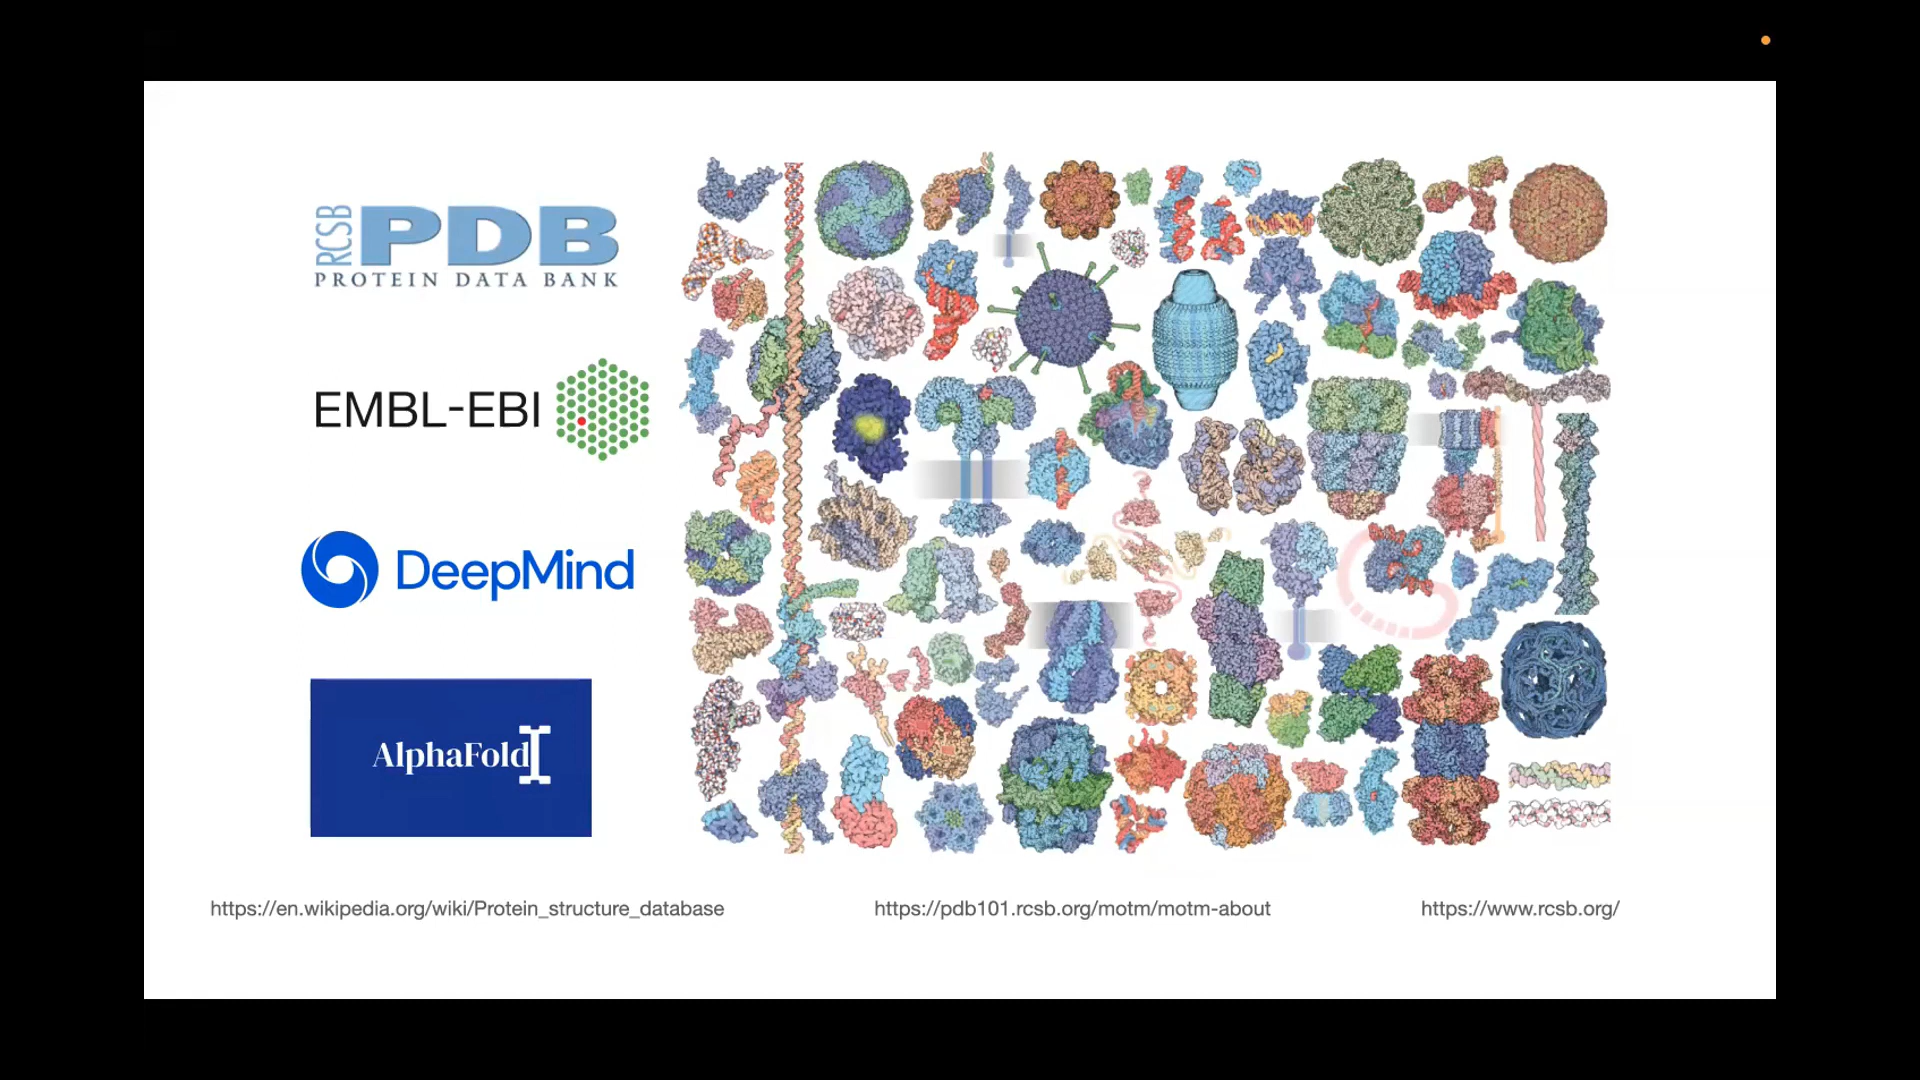 RCSB
PDB
PROTEIN DATA BANK
EMBL-EBI
DeepMind
AlphaFold
https://en.wikipedia.org/wiki/Protein_structure_database
https://pdb101.rcsb.org/motm/motm-about
https://www.rcsb.org/